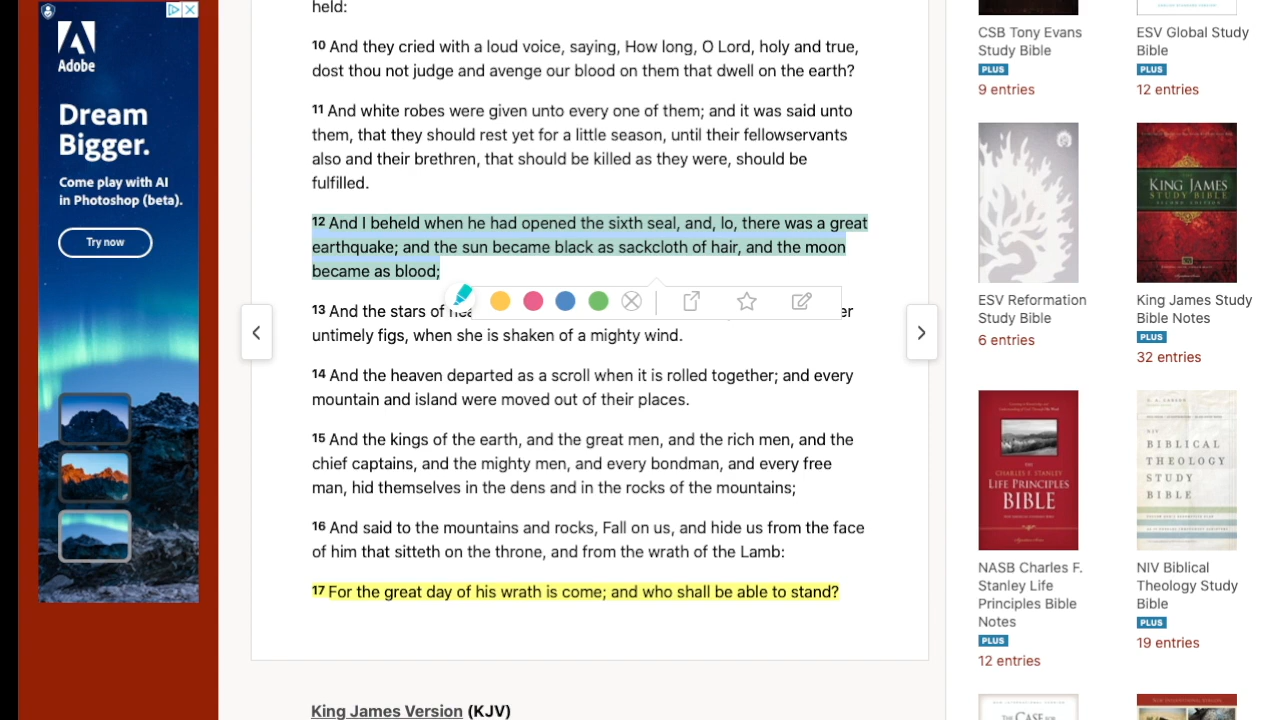 Adobe
Dream
Bigger.
Come play with AI
in Photoshop (beta).
Try now
held:
10 And they cried with a loud voice, saying, How long, O Lord, holy and true,
dost thou not judge and avenge our blood on them that dwell on the earth?
11 And white robes were given unto every one of them; and it was said unto
them, that they should rest yet for a little season, until their fellowservants
also and their brethren, that should be killed as they were, should be
fulfilled.
12 And I beheld when he had opened the sixth seal, and, lo, there was a great
earthquake; and the sun became black as sackcloth of hair, and the moon
became as blood;
13 And the stars of
untimely figs, when she is shaken of a mighty wind.
14 And the heaven departed as a scroll when it is rolled together; and every
mountain and island were moved out of their places.
15 And the kings of the earth, and the great men, and the rich men, and the
chief captains, and the mighty men, and every bondman, and every free
man, hid themselves in the dens and in the rocks of the mountains;
16 And said to the mountains and rocks, Fall on us, and hide us from the face
of him that sitteth on the throne, and from the wrath of the Lamb:
17 For the great day of his wrath is come; and who shall be able to stand?
King James Version (KJV)
CSB Tony Evans
Study Bible
PLUS
9 entries
ESV Global Study
Bible
PLUS
12 entries
ESV Reformation
Study Bible
6 entries
KING JAMES
STUDY BIBLE
SECOND EDITION
King James Study
Bible Notes
PLUS
32 entries
THE
CHARLES F. STANLEY
LIFE PRINCIPLES
BIBLE
NASB Charles F.
Stanley Life
Principles Bible
Notes
PLUS
12 entries
NIV
BIBLICAL
THEOLOGY
STUDY
BIBLE
NIV Biblical
Theology Study
Bible
PLUS
19 entries
THE CASE FOR